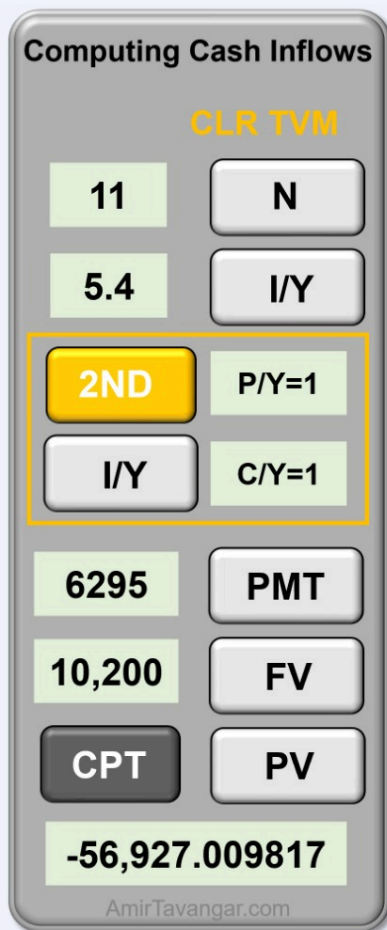 Computing Cash Inflows
CLR TVM
11 N
5.4 I/Y
2ND P/Y=1
I/Y C/Y=1
6295 PMT
10,200 FV
CPT PV
-56,927.009817
AmirTavangar.com